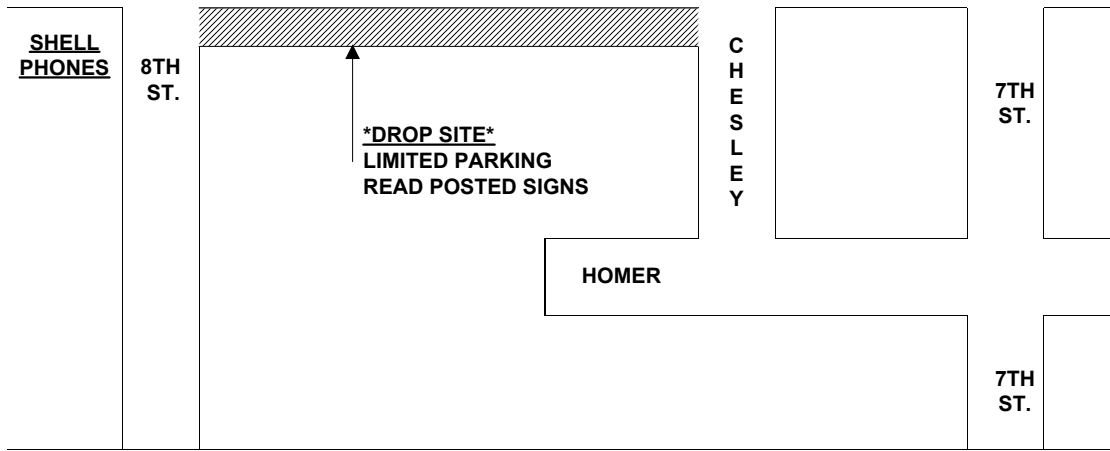 SHELL
PHONES
8TH
ST.
*DROP SITE*
LIMITED PARKING
READ POSTED SIGNS
C
H
E
S
L
E
Y
7TH
ST.
HOMER
7TH
ST.